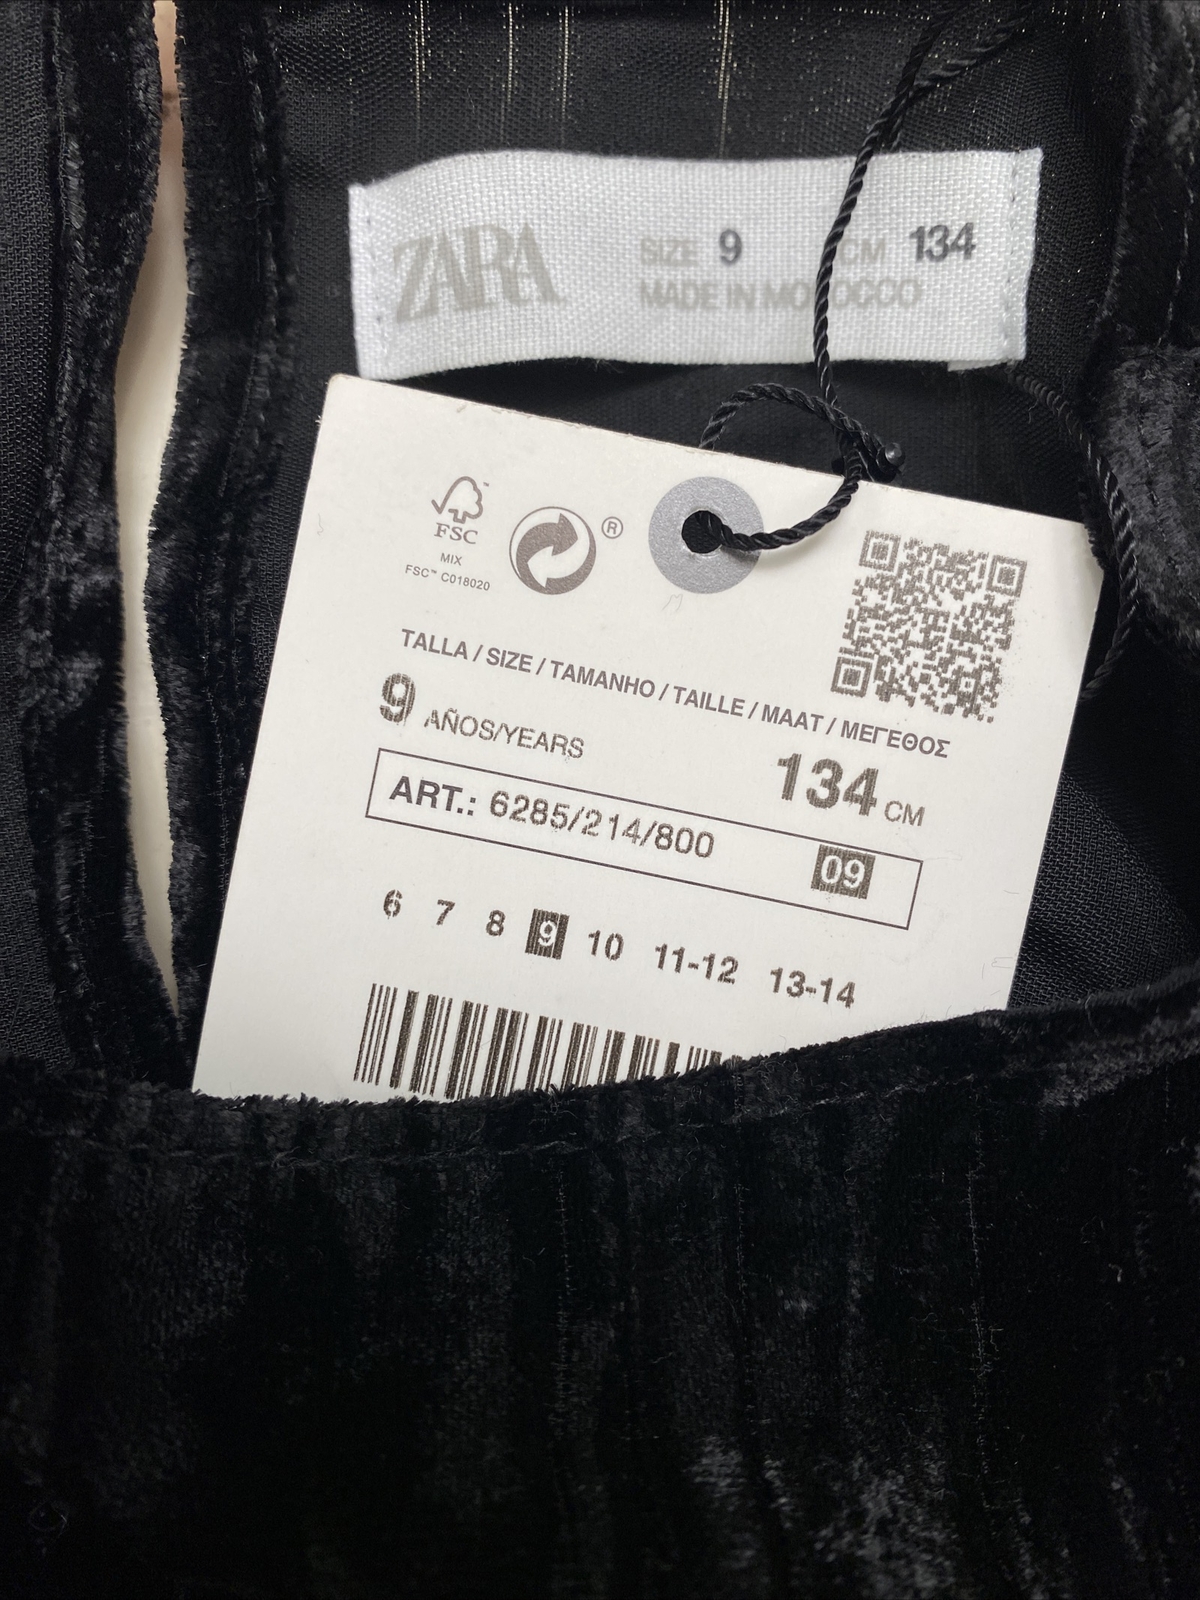 ZARA
SIZE 9 CM 134
MADE IN MOROCCO
FSC
MIX
FSC™ C018020
®
TALLA / SIZE / TAMANHO / TAILLE / MAAT / ΜΕΓΕΘΟΣ
9 AÑOS/YEARS
134 CM
ART.: 6285/214/800 09
6 7 8 9 10 11-12 13-14